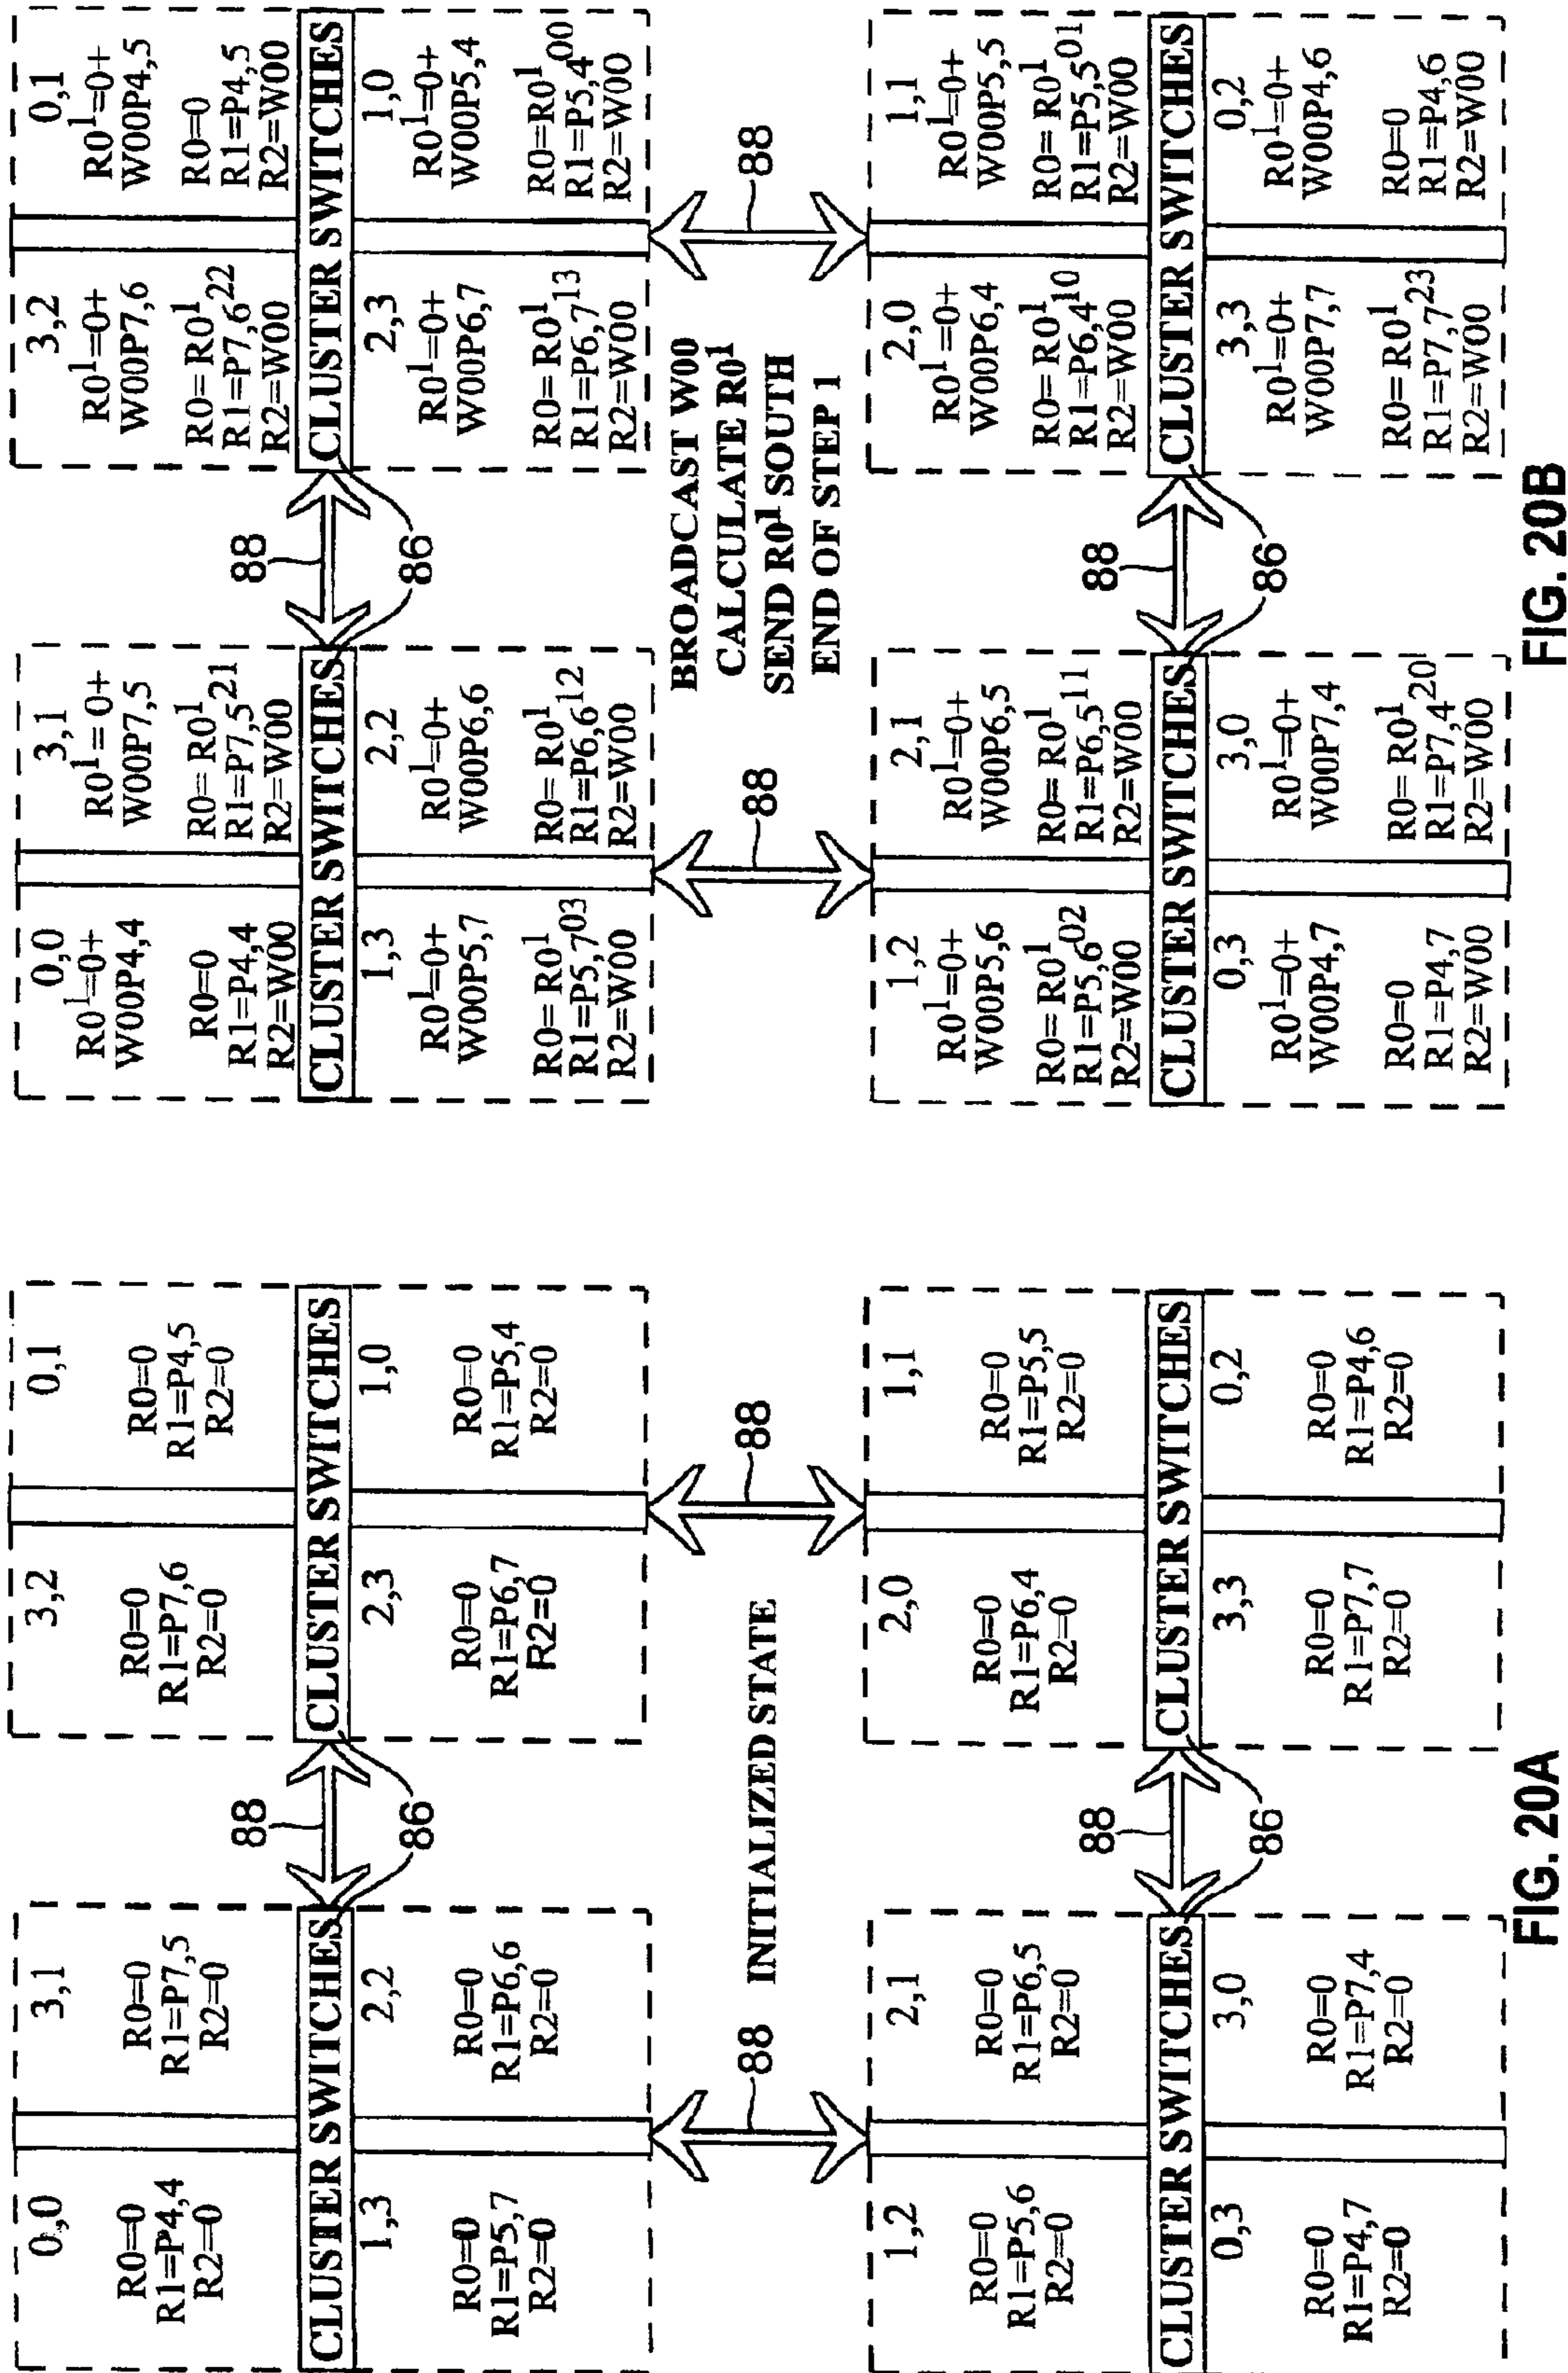 0,0
R0=0
R1=P4,4
R2=0
3,1
R0=0
R1=P7,5
R2=0
CLUSTER SWITCHES
1,3
R0=0
R1=P5,7
R2=0
2,2
R0=0
R1=P6,6
R2=0
88
86
3,2
R0=0
R1=P7,6
R2=0
0,1
R0=0
R1=P4,5
R2=0
CLUSTER SWITCHES
2,3
R0=0
R1=P6,7
R2=0
1,0
R0=0
R1=P5,4
R2=0
88
INITIALIZED STATE
88
1,2
R0=0
R1=P5,6
R2=0
2,1
R0=0
R1=P6,5
R2=0
CLUSTER SWITCHES
0,3
R0=0
R1=P4,7
R2=0
3,0
R0=0
R1=P7,4
R2=0
88
86
2,0
R0=0
R1=P6,4
R2=0
1,1
R0=0
R1=P5,5
R2=0
CLUSTER SWITCHES
3,3
R0=0
R1=P7,7
R2=0
0,2
R0=0
R1=P4,6
R2=0
FIG. 20A
0,0
R0¹=0+
W00P4,4
R0=0
R1=P4,4
R2=W00
3,1
R0¹=0+
W00P7,5
R0=R0¹
R1=P7,5²¹
R2=W00
CLUSTER SWITCHES
1,3
R0¹=0+
W00P5,7
R0=R0¹
R1=P5,7⁰³
R2=W00
2,2
R0¹=0+
W00P6,6
R0=R0¹
R1=P6,6¹²
R2=W00
88
86
3,2
R0¹=0+
W00P7,6
R0=R0¹
R1=P7,6²²
R2=W00
0,1
R0¹=0+
W00P4,5
R0=0
R1=P4,5
R2=W00
CLUSTER SWITCHES
2,3
R0¹=0+
W00P6,7
R0=R0¹
R1=P6,7¹³
R2=W00
1,0
R0¹=0+
W00P5,4
R0=R0¹
R1=P5,4⁰⁰
R2=W00
88
BROADCAST W00
CALCULATE R0¹
SEND R0¹ SOUTH
END OF STEP 1
88
1,2
R0¹=0+
W00P5,6
R0=R0¹
R1=P5,6⁰²
R2=W00
2,1
R0¹=0+
W00P6,5
R0=R0¹
R1=P6,5¹¹
R2=W00
CLUSTER SWITCHES
0,3
R0¹=0+
W00P4,7
R0=0
R1=P4,7
R2=W00
3,0
R0¹=0+
W00P7,4
R0=R0¹
R1=P7,4²⁰
R2=W00
88
86
2,0
R0¹=0+
W00P6,4
R0=R0¹
R1=P6,4¹⁰
R2=W00
1,1
R0¹=0+
W00P5,5
R0=R0¹
R1=P5,5⁰¹
R2=W00
CLUSTER SWITCHES
3,3
R0¹=0+
W00P7,7
R0=R0¹
R1=P7,7²³
R2=W00
0,2
R0¹=0+
W00P4,6
R0=0
R1=P4,6
R2=W00
FIG. 20B